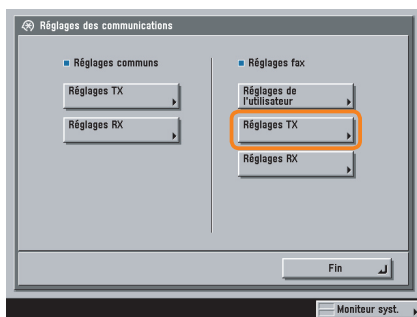 Réglages des communications
Réglages communs
Réglages TX
Réglages RX
Réglages fax
Réglages de
l'utilisateur
Réglages TX
Réglages RX
Fin
Moniteur syst.